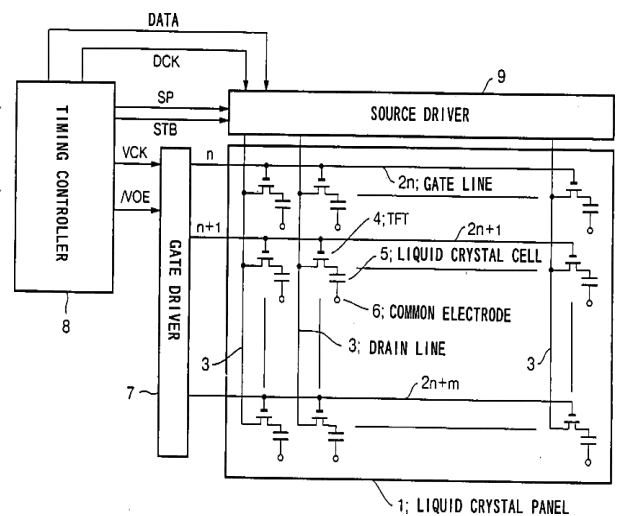 DATA
DCK
9
SP
STB
SOURCE DRIVER
TIMING CONTROLLER
VCK
n
2n; GATE LINE
/VOE
4; TFT
n+1
2n+1
5; LIQUID CRYSTAL CELL
GATE DRIVER
6; COMMON ELECTRODE
8
3
3; DRAIN LINE
3
7
2n+m
1; LIQUID CRYSTAL PANEL